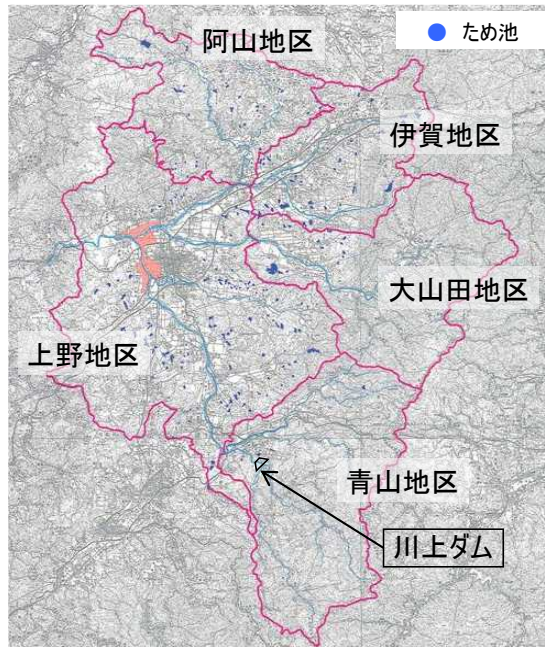 ため池
阿山地区
伊賀地区
大山田地区
上野地区
青山地区
川上ダム